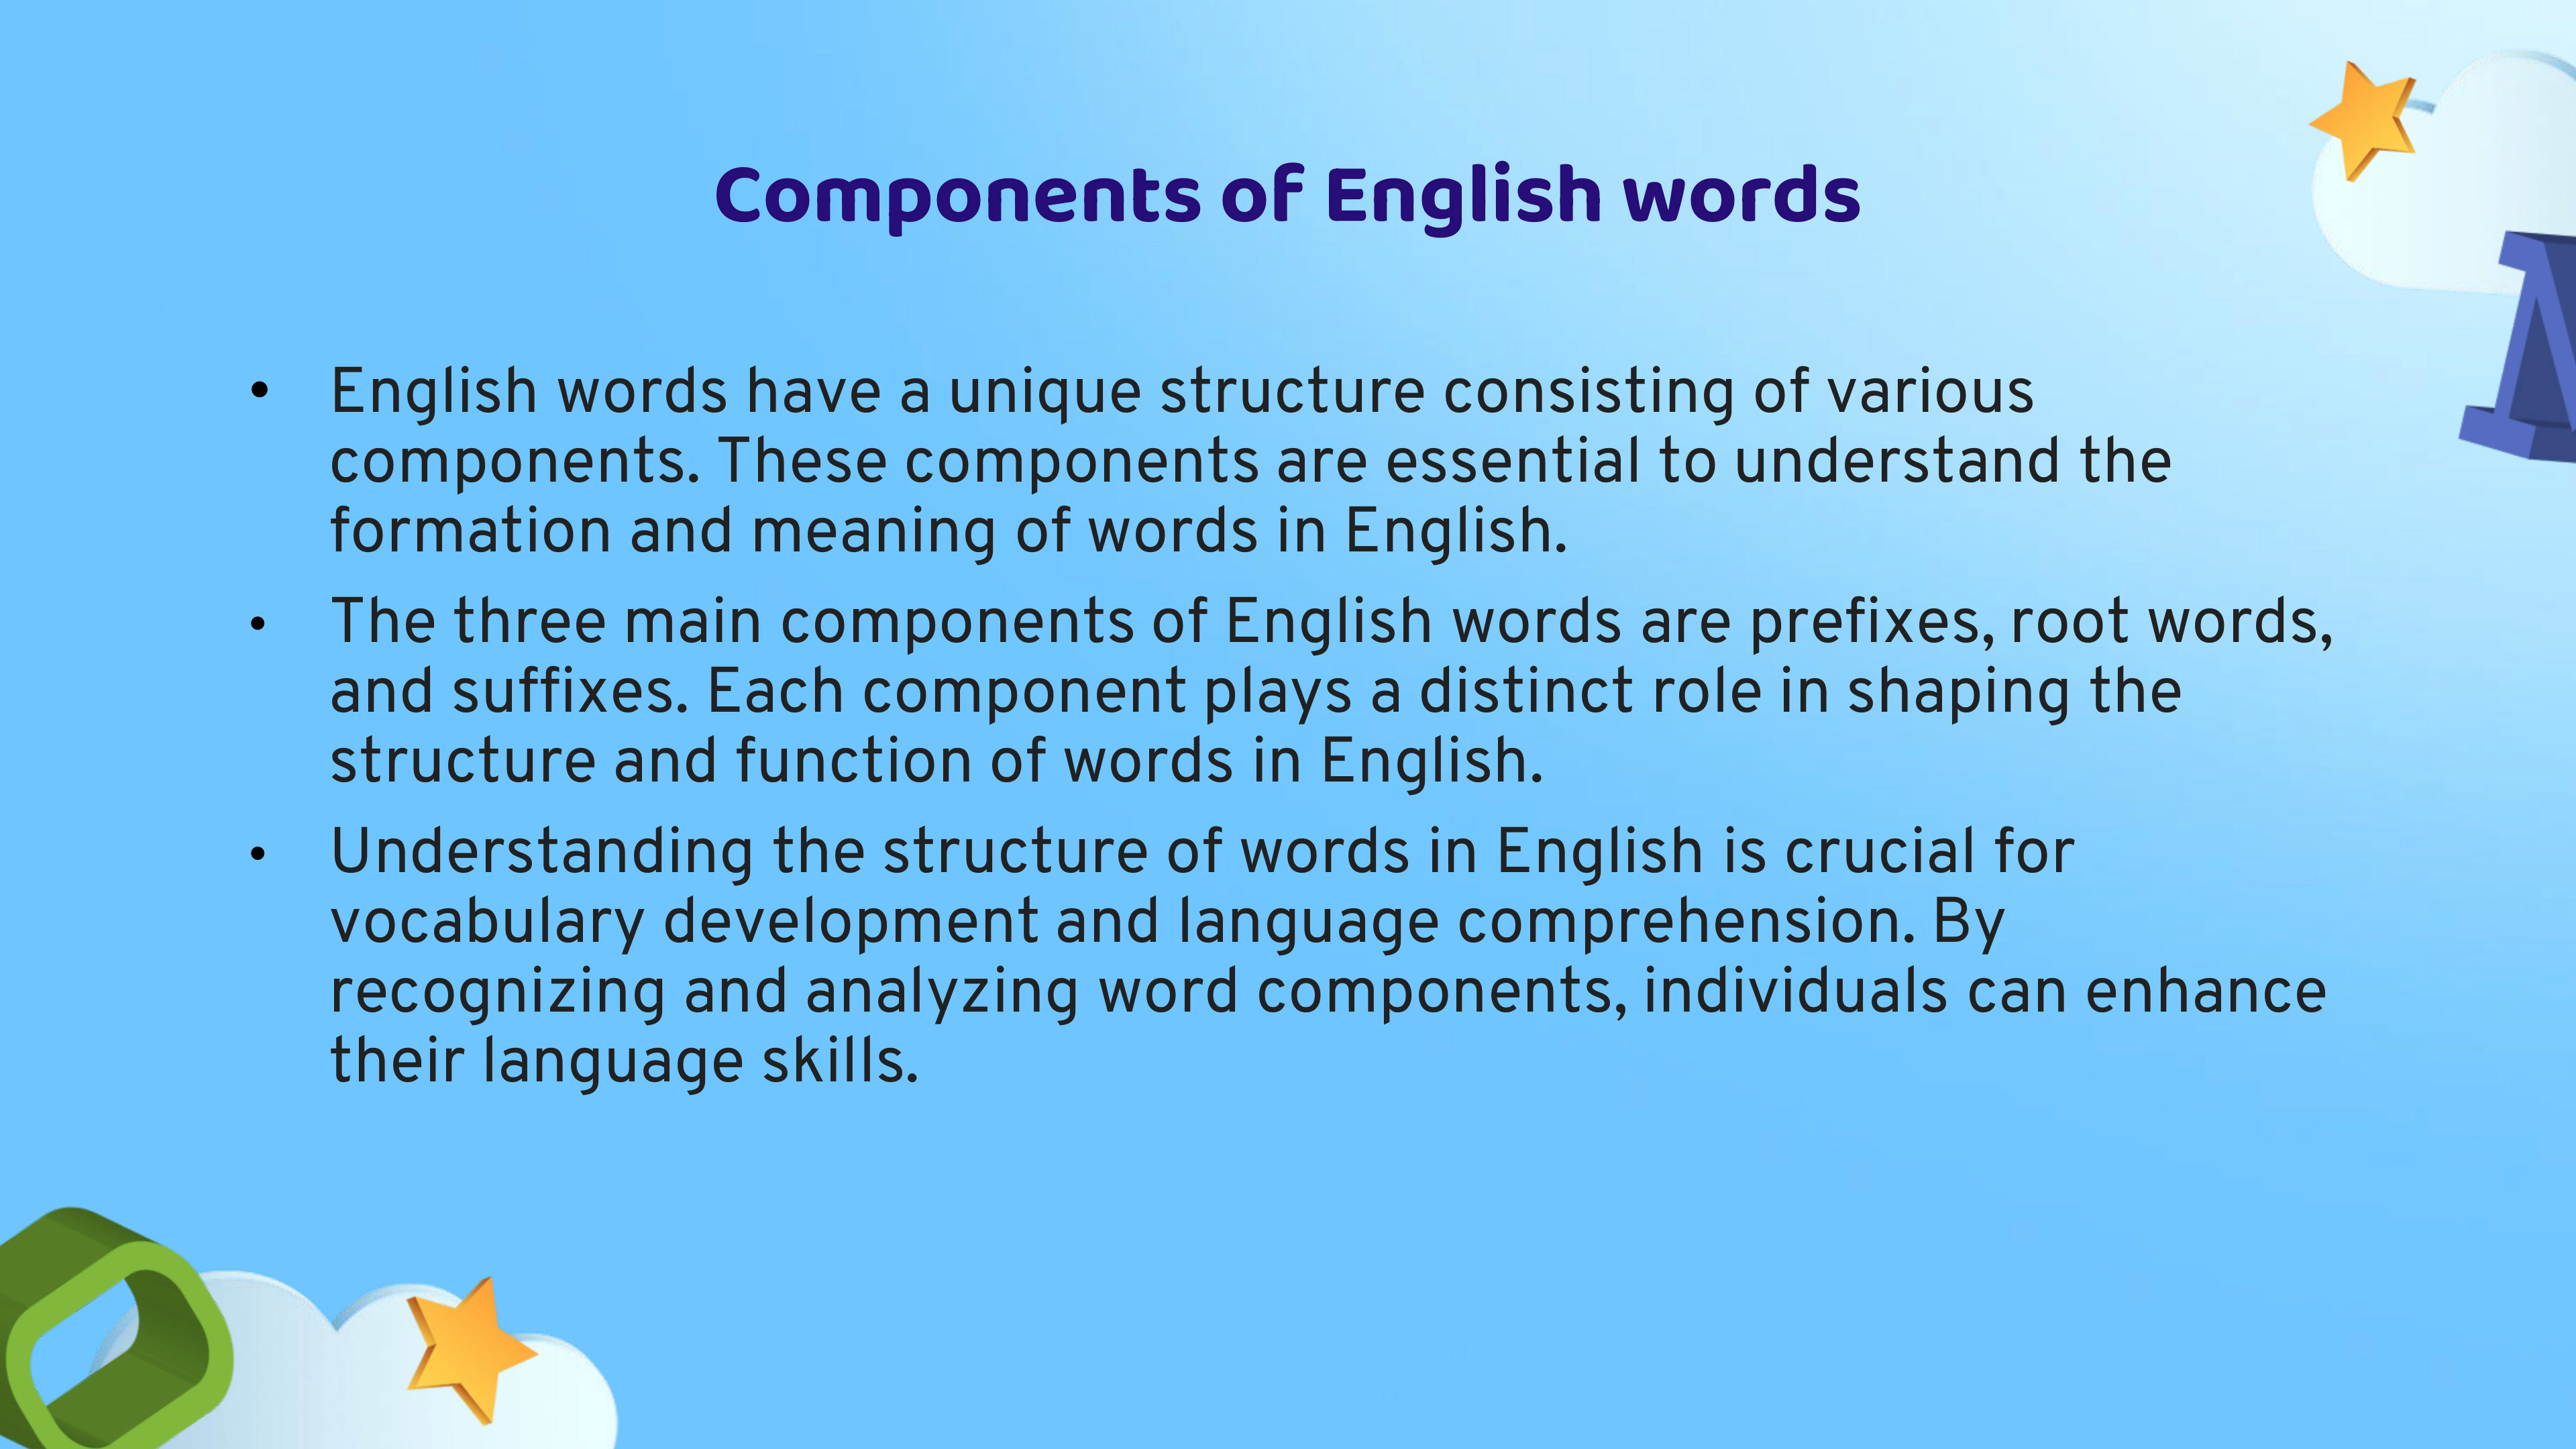 Components of English words
• English words have a unique structure consisting of various
components. These components are essential to understand the
formation and meaning of words in English.
• The three main components of English words are prefixes, root words,
and suffixes. Each component plays a distinct role in shaping the
structure and function of words in English.
• Understanding the structure of words in English is crucial for
vocabulary development and language comprehension. By
recognizing and analyzing word components, individuals can enhance
their language skills.